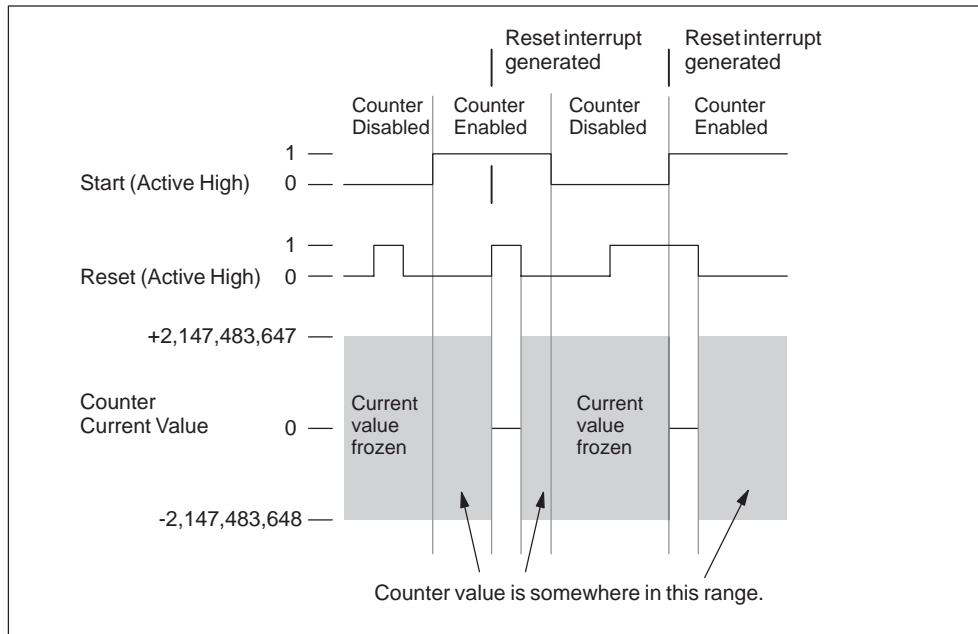 Reset interrupt generated
Reset interrupt generated
Counter Disabled
Counter Enabled
Counter Disabled
Counter Enabled
1
Start (Active High) 0
1
Reset (Active High) 0
+2,147,483,647
Counter
Current Value 0
Current value frozen
Current value frozen
-2,147,483,648
Counter value is somewhere in this range.